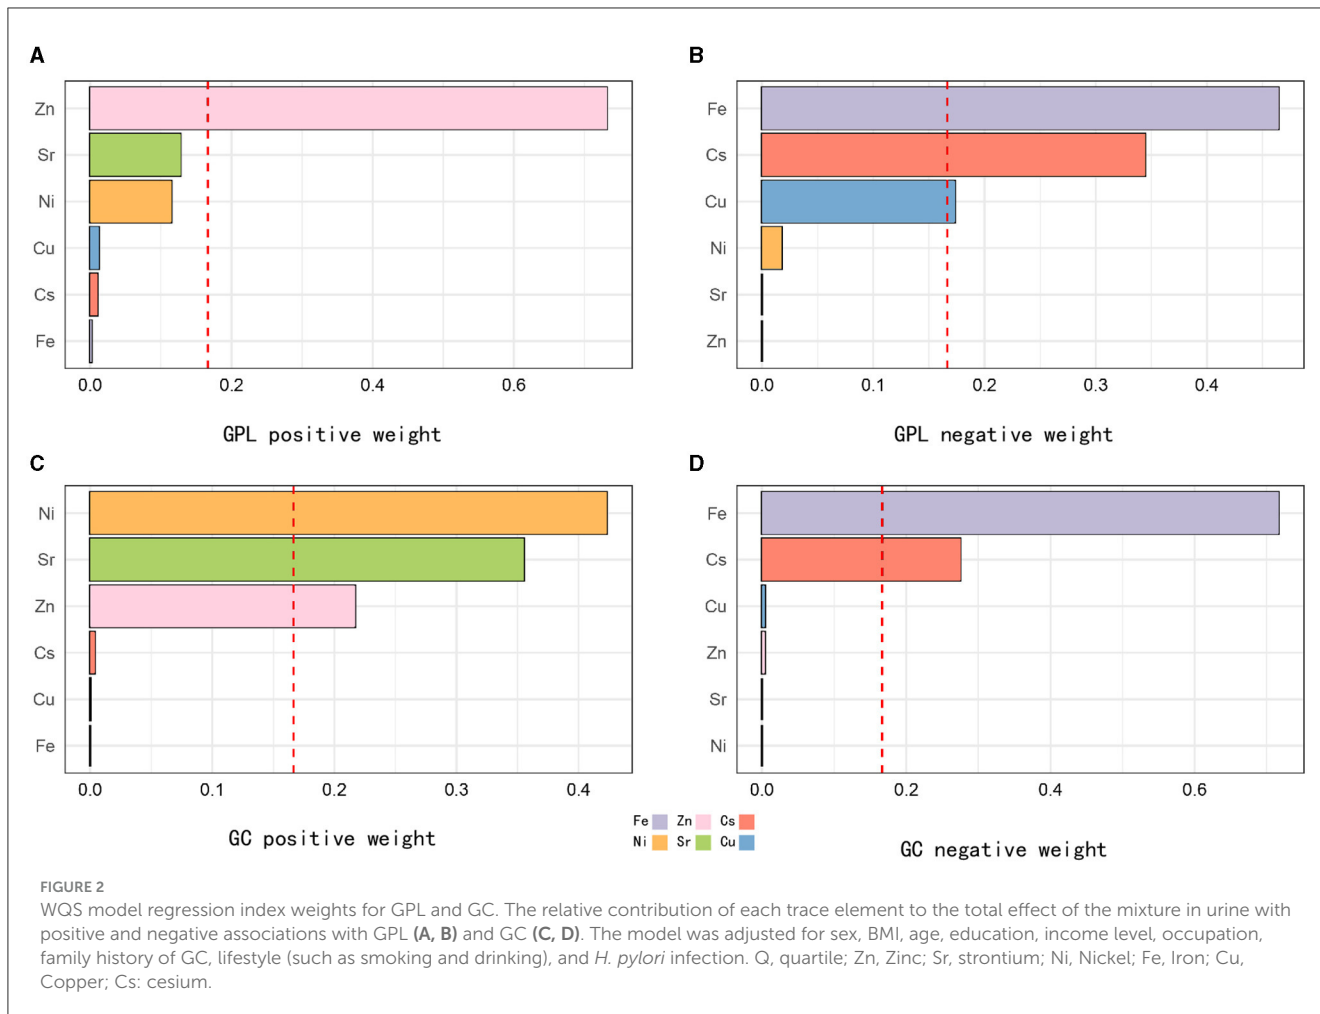 A
Zn
Sr
Ni
Cu
Cs
Fe
0.0 0.2 0.4 0.6
GPL positive weight
B
Fe
Cs
Cu
Ni
Sr
Zn
0.0 0.1 0.2 0.3 0.4
GPL negative weight
C
Ni
Sr
Zn
Cs
Cu
Fe
0.0 0.1 0.2 0.3 0.4
GC positive weight
D
Fe
Cs
Cu
Zn
Sr
Ni
0.0 0.2 0.4 0.6
GC negative weight
Fe Zn Cs
Ni Sr Cu
FIGURE 2
WQS model regression index weights for GPL and GC. The relative contribution of each trace element to the total effect of the mixture in urine with
positive and negative associations with GPL (A, B) and GC (C, D). The model was adjusted for sex, BMI, age, education, income level, occupation,
family history of GC, lifestyle (such as smoking and drinking), and H. pylori infection. Q, quartile; Zn, Zinc; Sr, strontium; Ni, Nickel; Fe, Iron; Cu,
Copper; Cs: cesium.